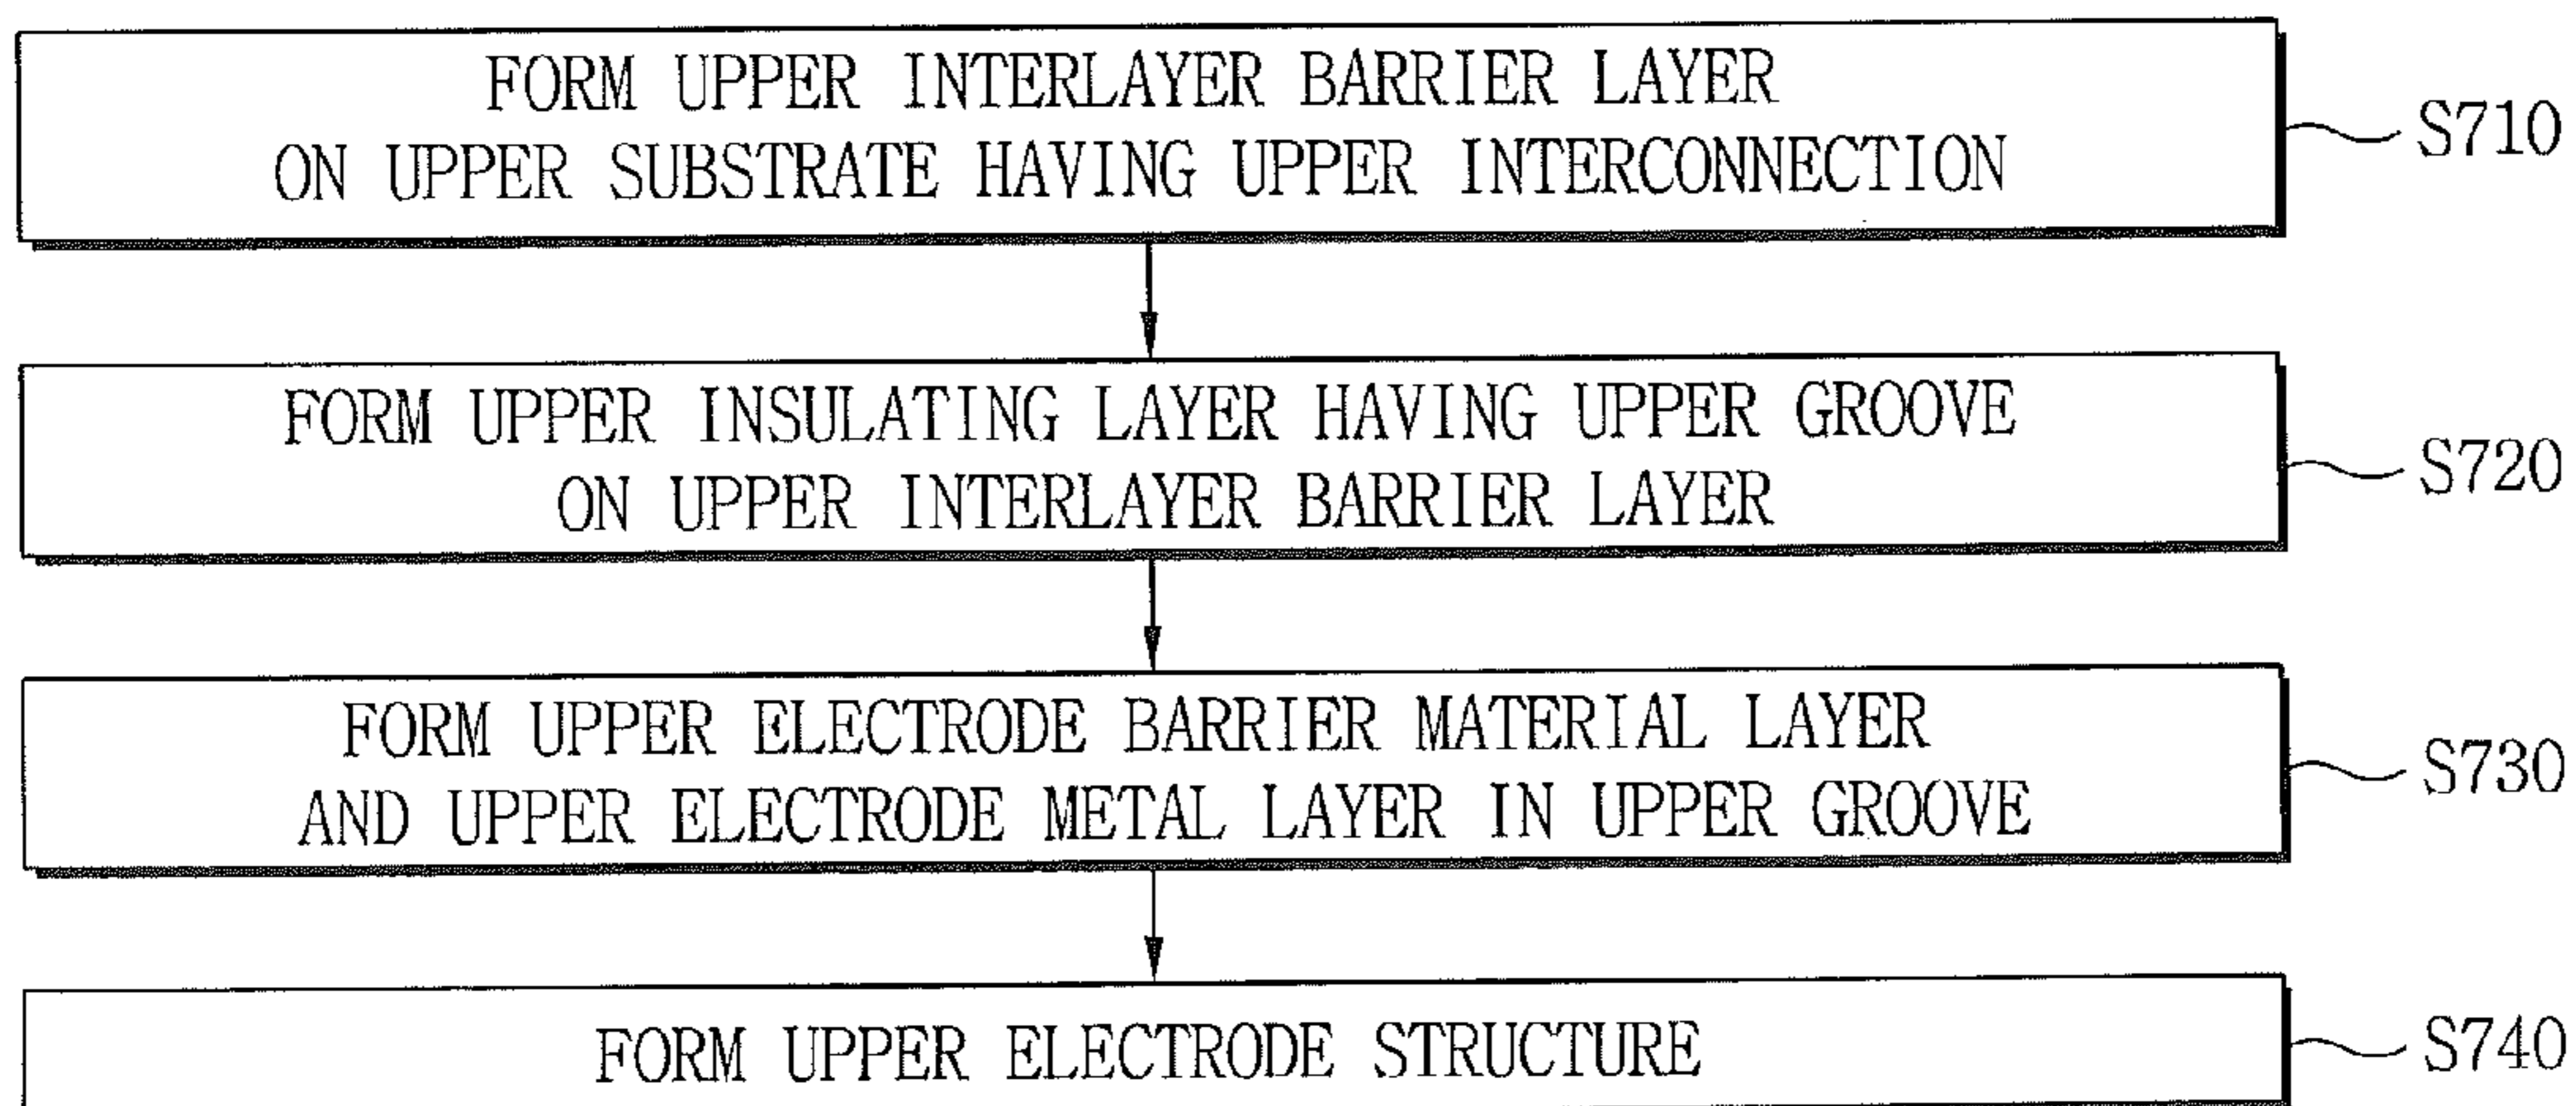 FORM UPPER INTERLAYER BARRIER LAYER
ON UPPER SUBSTRATE HAVING UPPER INTERCONNECTION
S710
FORM UPPER INSULATING LAYER HAVING UPPER GROOVE
ON UPPER INTERLAYER BARRIER LAYER
S720
FORM UPPER ELECTRODE BARRIER MATERIAL LAYER
AND UPPER ELECTRODE METAL LAYER IN UPPER GROOVE
S730
FORM UPPER ELECTRODE STRUCTURE
S740